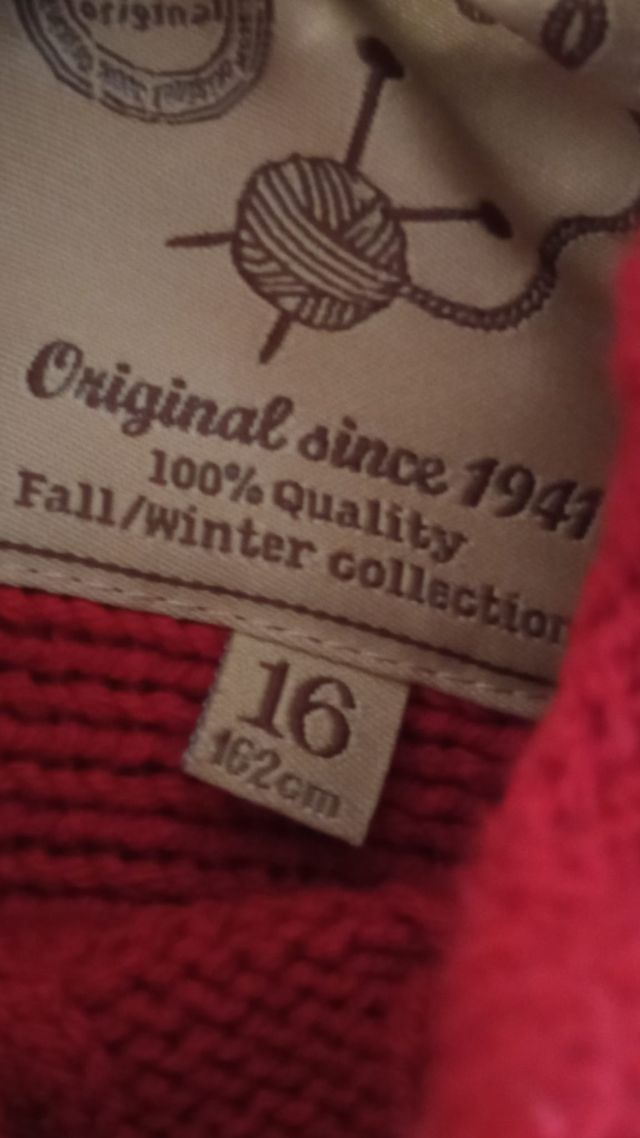 original
Original since 1941
100% Quality
Fall/Winter collection
16
162cm